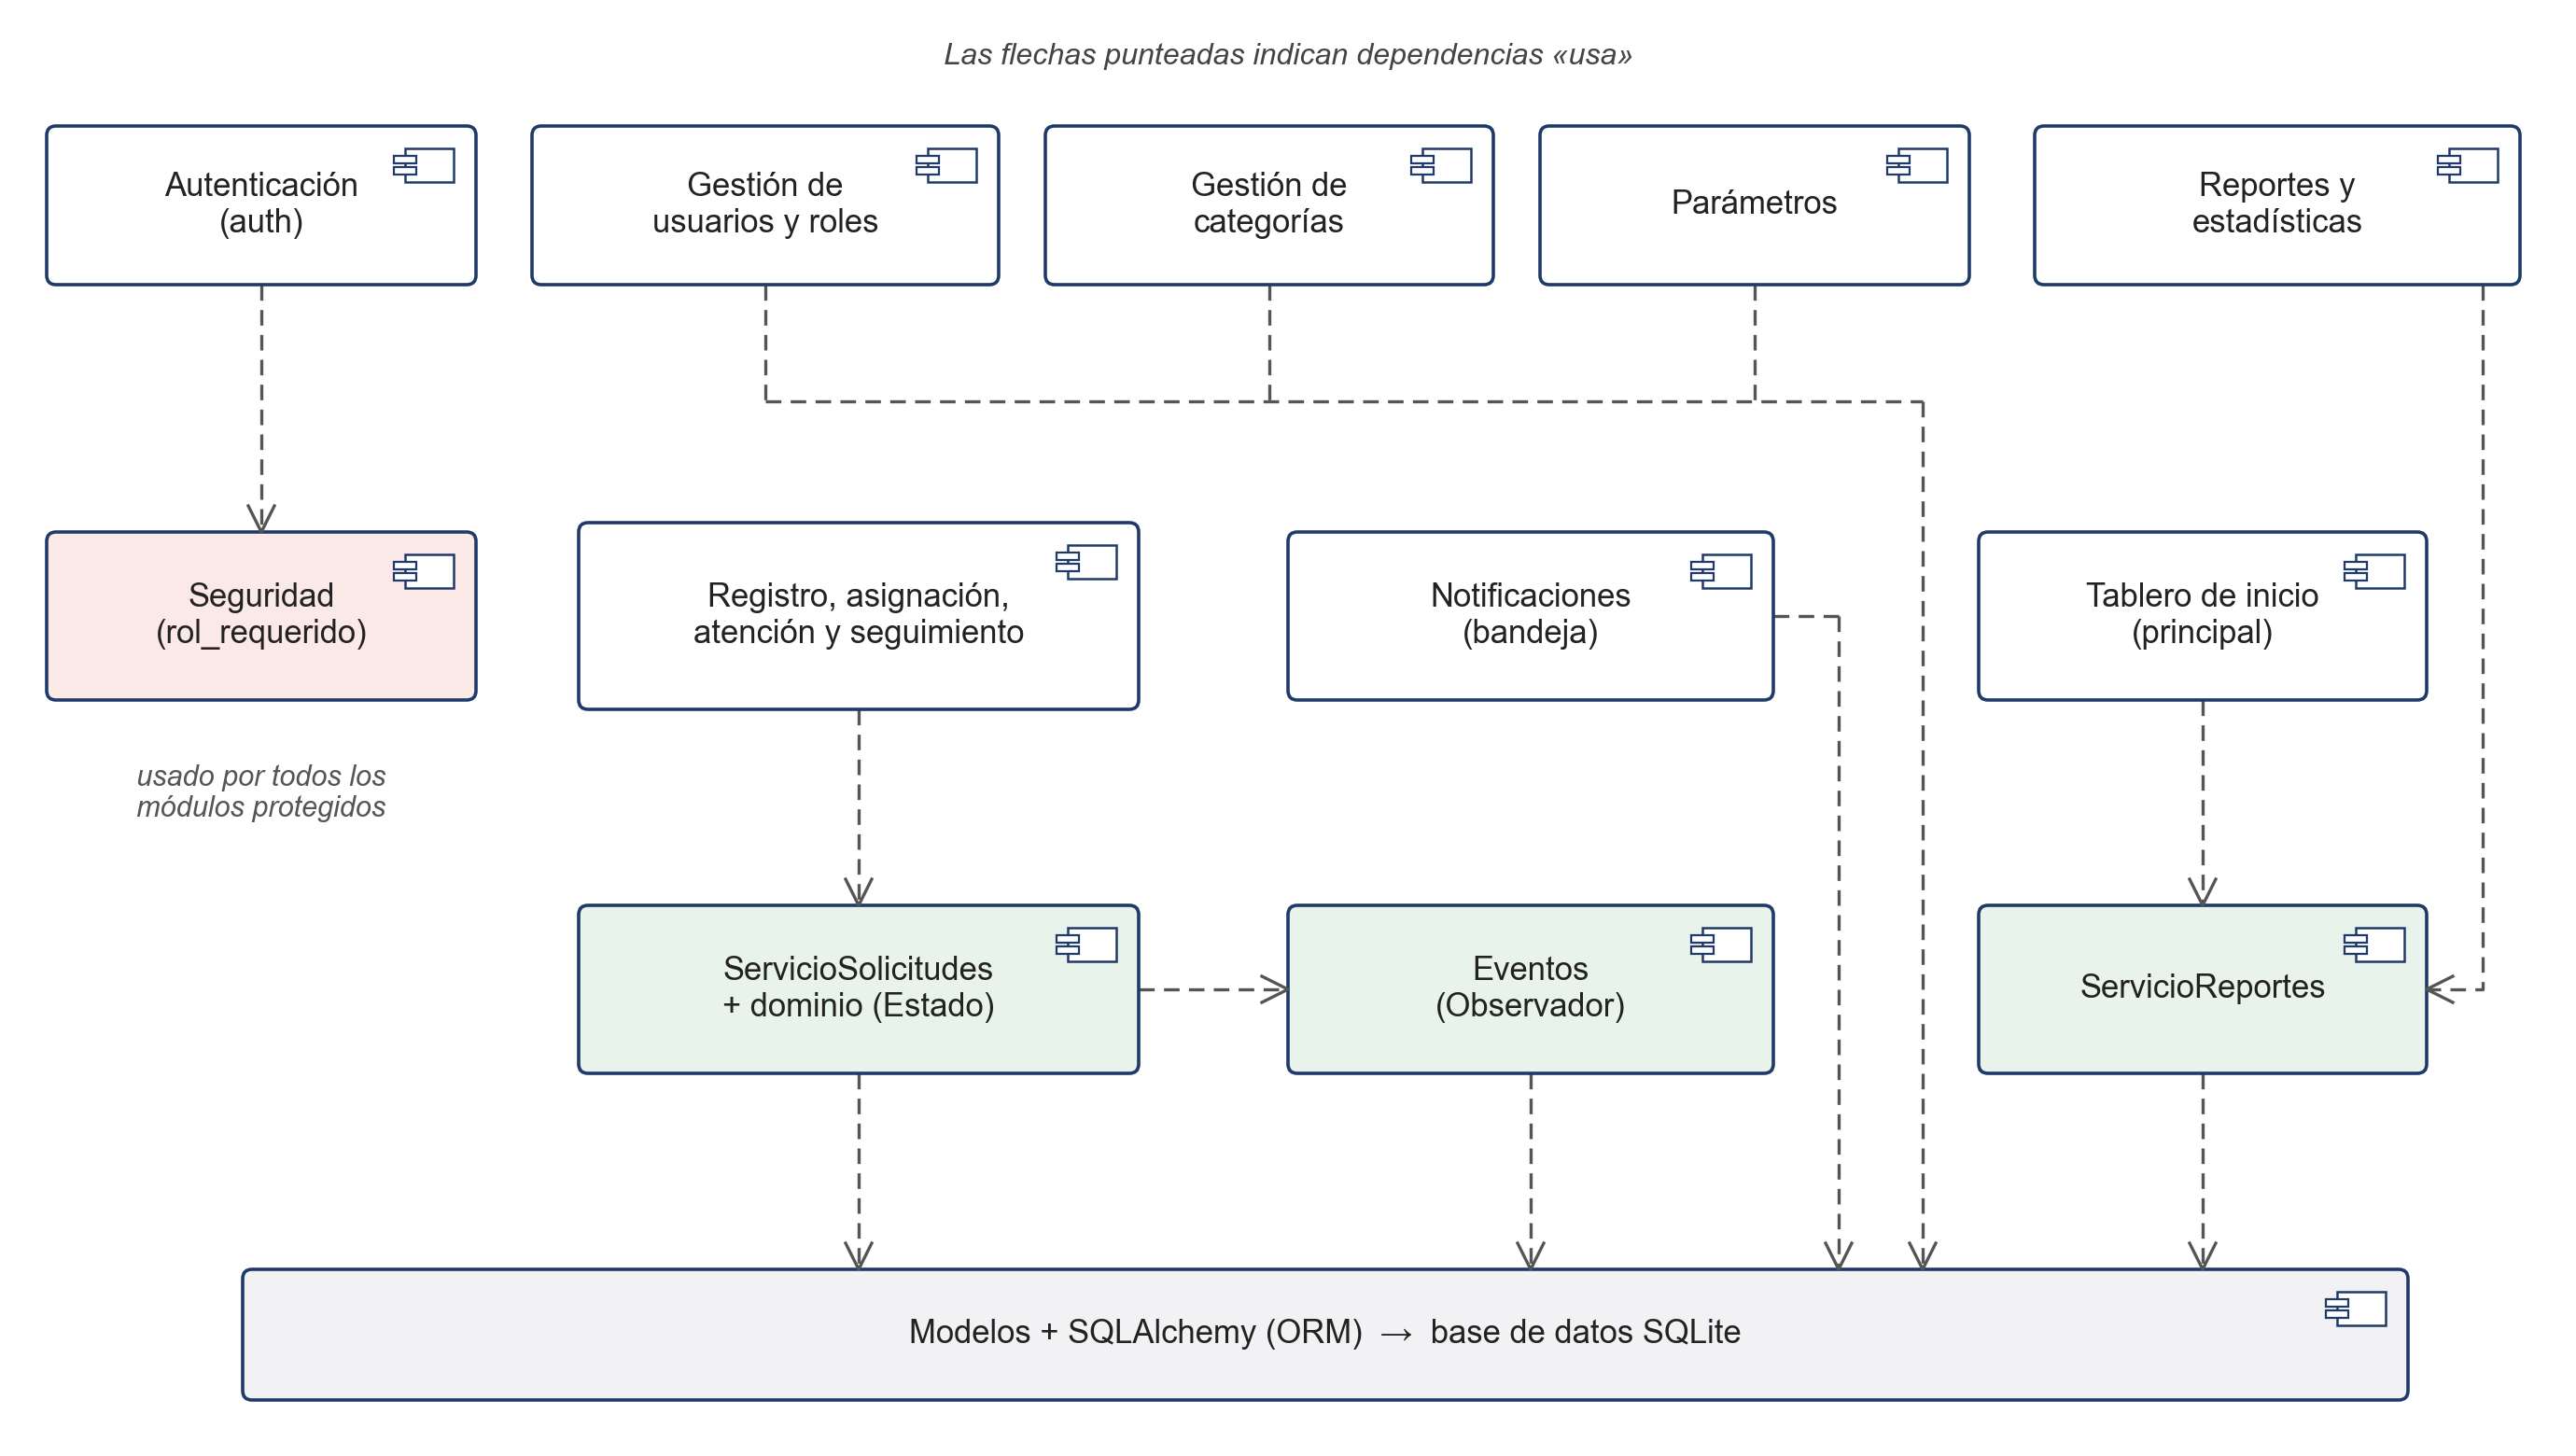 Las flechas punteadas indican dependencias «usa»
Autenticación
(auth)
Gestión de
usuarios y roles
Gestión de
categorías
Parámetros
Reportes y
estadísticas
Seguridad
(rol_requerido)
Registro, asignación,
atención y seguimiento
Notificaciones
(bandeja)
Tablero de inicio
(principal)
usado por todos los
módulos protegidos
ServicioSolicitudes
+ dominio (Estado)
Eventos
(Observador)
ServicioReportes
Modelos + SQLAlchemy (ORM) → base de datos SQLite